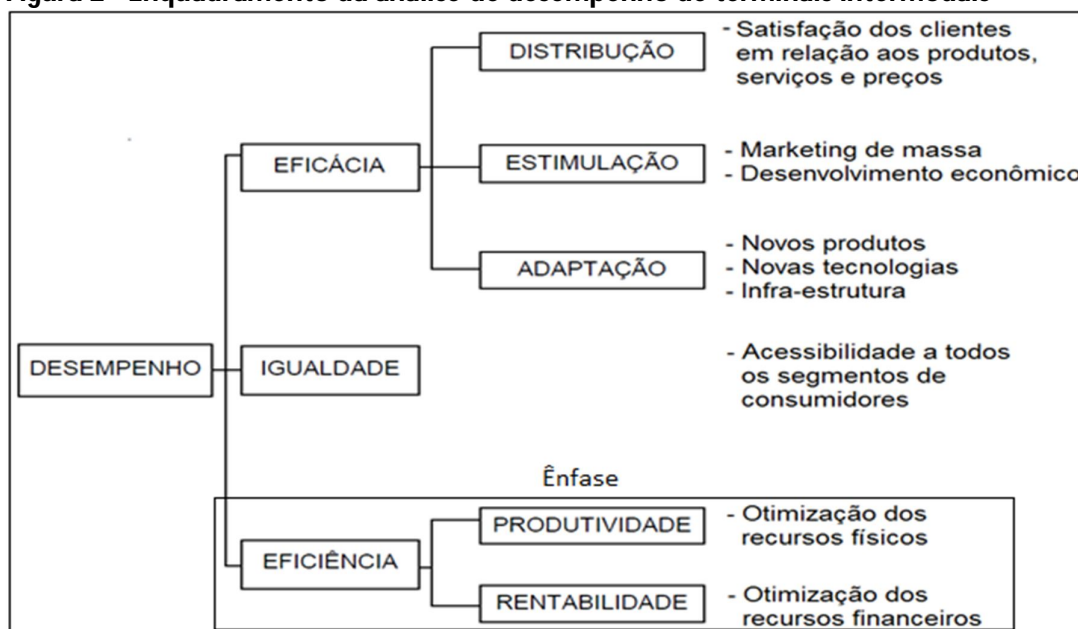 Figura 2 - Enquadramento da análise de desempenho de terminais intermodais
DISTRIBUÇÃO
- Satisfação dos clientes
em relação aos produtos,
serviços e preços
EFICÁCIA
ESTIMULAÇÃO
- Marketing de massa
- Desenvolvimento econômico
ADAPTAÇÃO
- Novos produtos
- Novas tecnologias
- Infra-estrutura
DESEMPENHO
IGUALDADE
- Acessibilidade a todos
os segmentos de
consumidores
Ênfase
EFICIÊNCIA
PRODUTIVIDADE
- Otimização dos
recursos físicos
RENTABILIDADE
- Otimização dos
recursos financeiros